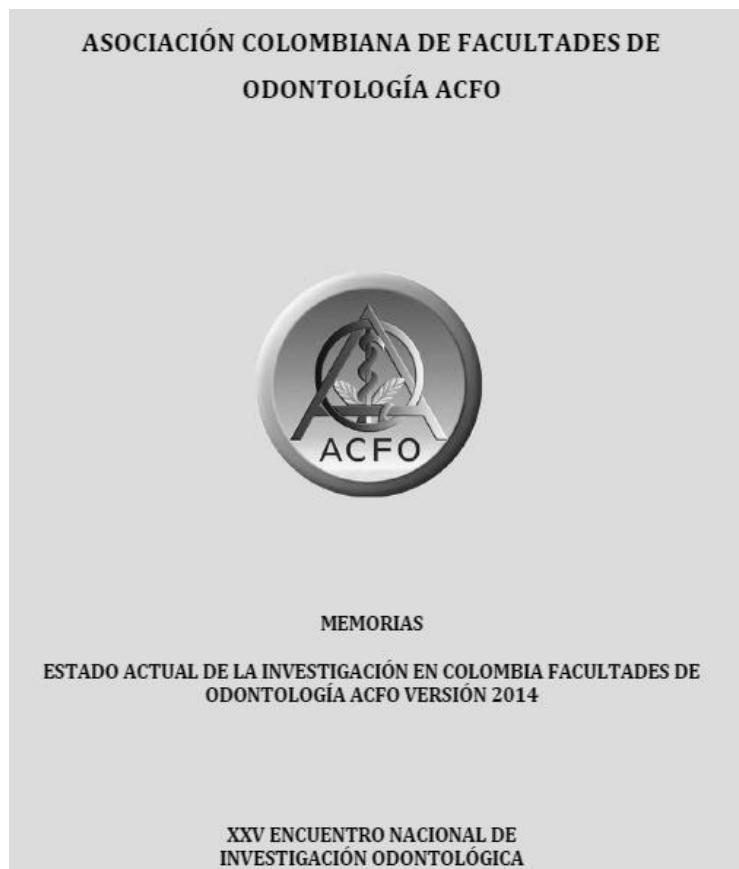 ASOCIACIÓN COLOMBIANA DE FACULTADES DE
ODONTOLOGÍA ACFO
ACFO
MEMORIAS
ESTADO ACTUAL DE LA INVESTIGACIÓN EN COLOMBIA FACULTADES DE
ODONTOLOGÍA ACFO VERSIÓN 2014
XXV ENCUENTRO NACIONAL DE
INVESTIGACIÓN ODONTOLÓGICA